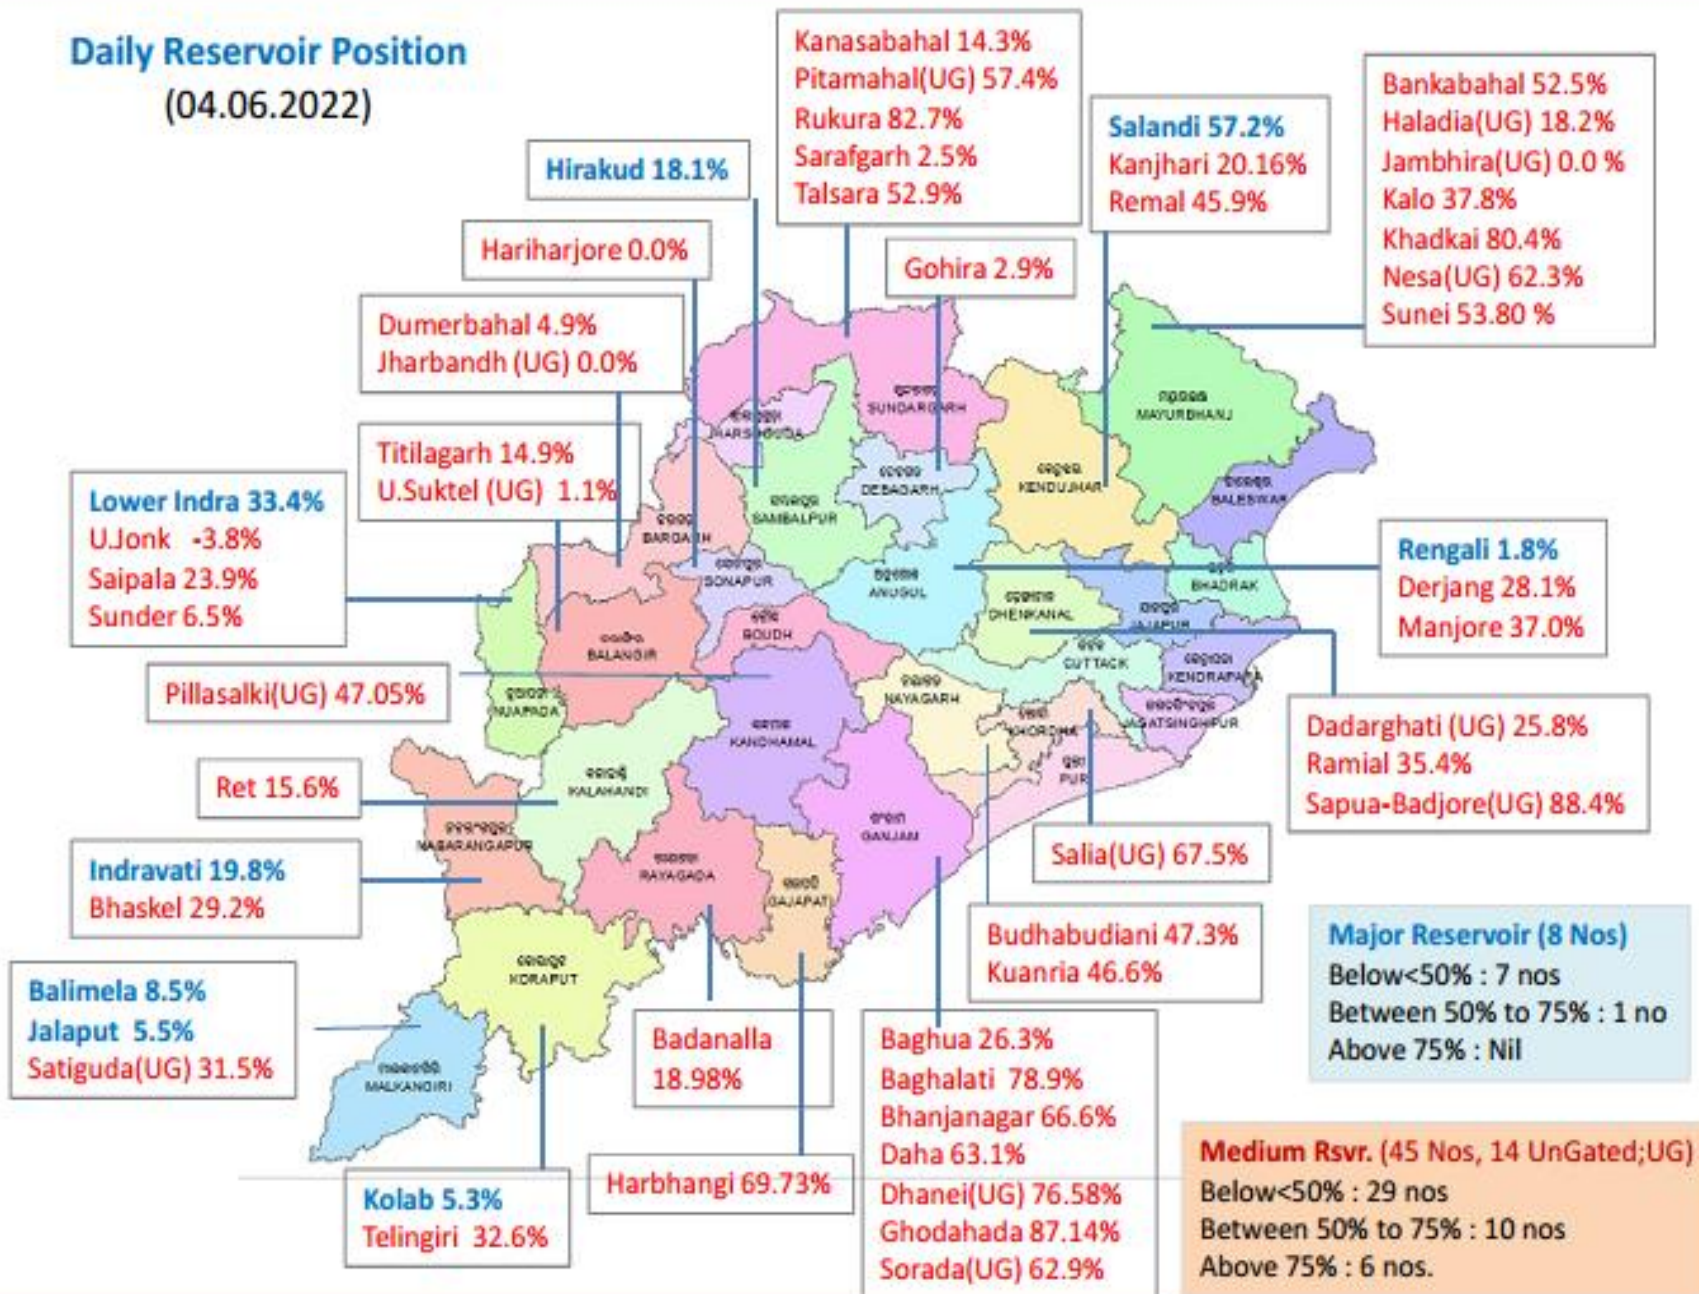 Daily Reservoir Position
(04.06.2022)
Kanasabahal 14.3%
Pitamahal(UG) 57.4%
Rukura 82.7%
Sarafgarh 2.5%
Talsara 52.9%
Salandi 57.2%
Kanjhari 20.16%
Remal 45.9%
Bankabahal 52.5%
Haladia(UG) 18.2%
Jambhira(UG) 0.0 %
Kalo 37.8%
Khadkai 80.4%
Nesa(UG) 62.3%
Sunei 53.80 %
Hirakud 18.1%
Hariharjore 0.0%
Gohira 2.9%
Dumerbahal 4.9%
Jharbandh (UG) 0.0%
Titilagarh 14.9%
U.Suktel (UG) 1.1%
Lower Indra 33.4%
U.Jonk -3.8%
Saipala 23.9%
Sunder 6.5%
SUNDARGARH
MAYURBHANJ
DEBAGARH
KENDUJHAR
BALESWAR
SAMBALPUR
BARGARH
SONAPUR
ANUGUL
DHENKANAL
BHADRAK
JAJAPUR
BOUDH
BALANGIR
CUTTACK
KENDRAPAPA
NUAPADA
NAYAGARH
JAGATSINGHPUR
KHORDHA
KANDHAMAL
PUR
KALAHANDI
GANJAM
NABARANGAPUR
RAYAGADA
GAJAPATI
KORAPUT
MALKANGIRI
Rengali 1.8%
Derjang 28.1%
Manjore 37.0%
Pillasalki(UG) 47.05%
Dadarghati (UG) 25.8%
Ramial 35.4%
Sapua-Badjore(UG) 88.4%
Ret 15.6%
Salia(UG) 67.5%
Indravati 19.8%
Bhaskel 29.2%
Budhabudiani 47.3%
Kuanria 46.6%
Major Reservoir (8 Nos)
Below<50% : 7 nos
Between 50% to 75% : 1 no
Above 75% : Nil
Balimela 8.5%
Jalaput 5.5%
Satiguda(UG) 31.5%
Badanalla
18.98%
Baghua 26.3%
Baghalati 78.9%
Bhanjanagar 66.6%
Daha 63.1%
Dhanei(UG) 76.58%
Ghodahada 87.14%
Sorada(UG) 62.9%
Harbhangi 69.73%
Kolab 5.3%
Telingiri 32.6%
Medium Rsvr. (45 Nos, 14 UnGated;UG)
Below<50% : 29 nos
Between 50% to 75% : 10 nos
Above 75% : 6 nos.